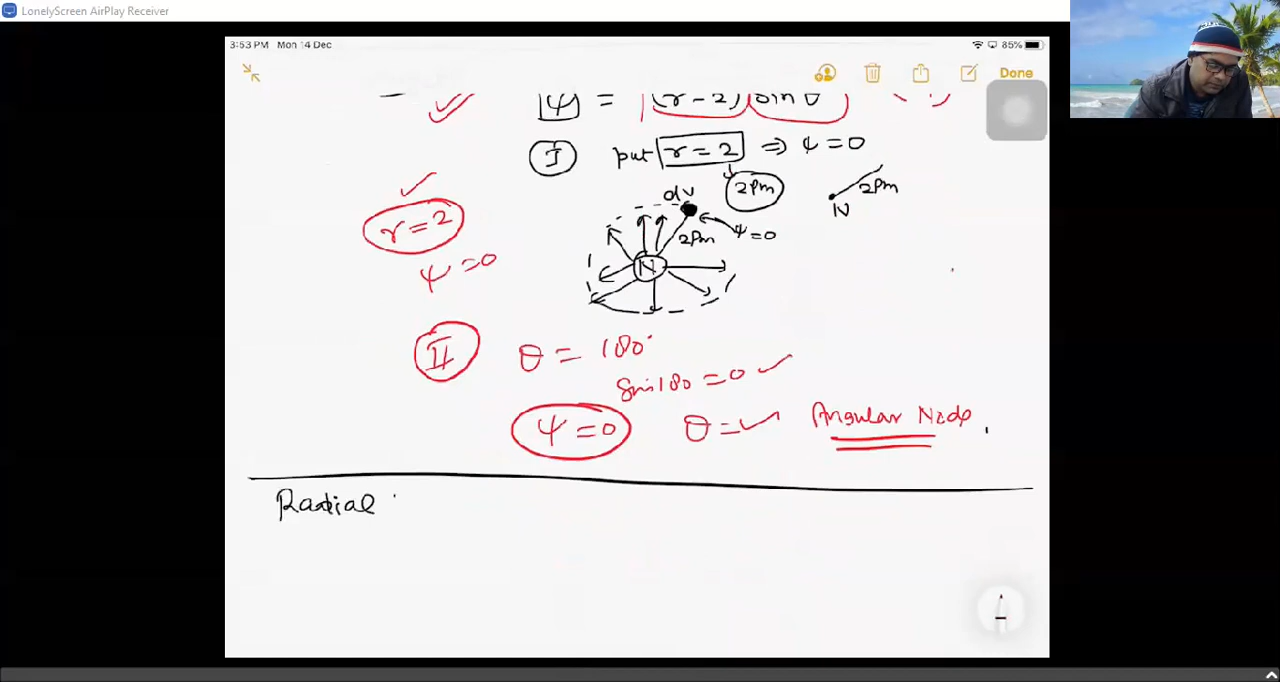 LonelyScreen AirPlay Receiver
3:53 PM Mon 14 Dec
85%
Done
|ψ| = |(r-2) sin θ
I put r = 2 ⇒ ψ = 0
2Pm
dv
2Pm
N
r = 2
ψ = 0
2Pm
ψ = 0
N
II θ = 180°
Sin 180 = 0 ✓
ψ = 0 θ = ✓ Angular Node
Radial